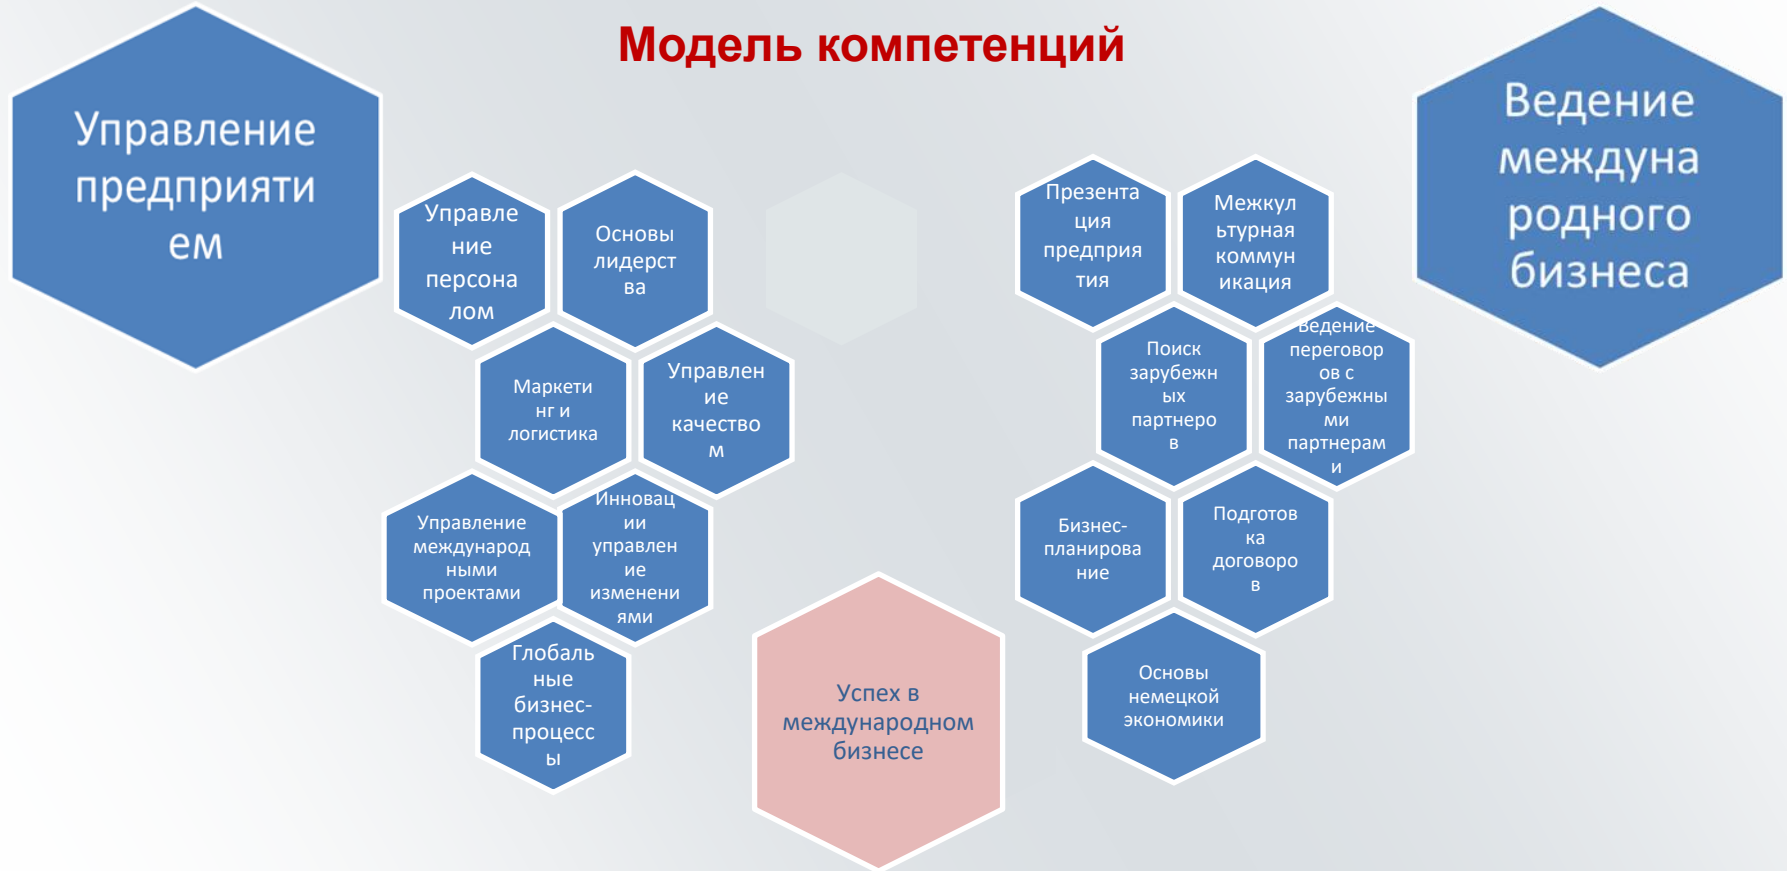 Модель компетенций
Управление
предприяти
ем
Управле
ние
персона
лом
Основы
лидерст
ва
Маркети
нг и
логистика
Управлен
ие
качество
м
Управление
международ
ными
проектами
Инновац
ии
управлен
ие
изменени
ями
Глобаль
ные
бизнес-
процесс
ы
Успех в
международном
бизнесе
Презента
ция
предприя
тия
Межкул
ьтурная
коммун
икация
Поиск
зарубежн
ых
партнеро
в
Ведение
переговор
ов с
зарубежны
ми
партнерам
и
Бизнес-
планирова
ние
Подготов
ка
договоро
в
Основы
немецкой
экономики
Ведение
междуна
родного
бизнеса